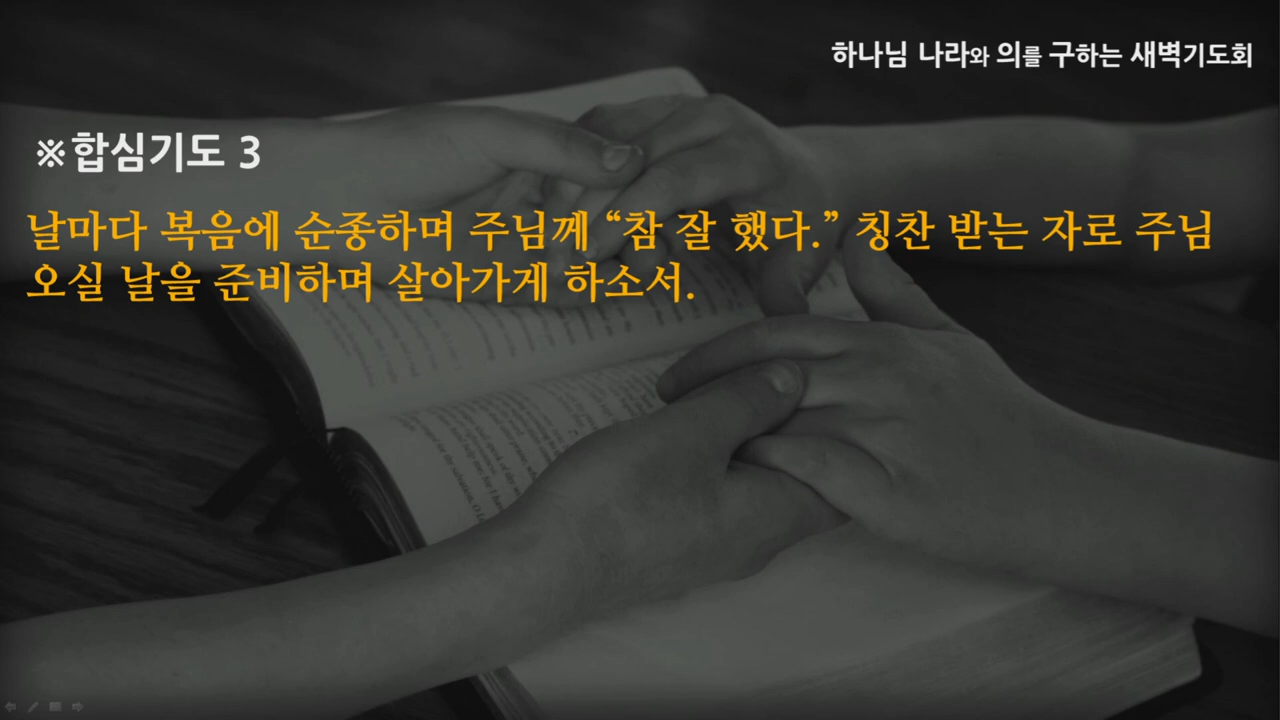 하나님 나라와 의를 구하는 새벽기도회
※합심기도 3
날마다 복음에 순종하며 주님께 “참 잘 했다.” 칭찬 받는 자로 주님
오실 날을 준비하며 살아가게 하소서.